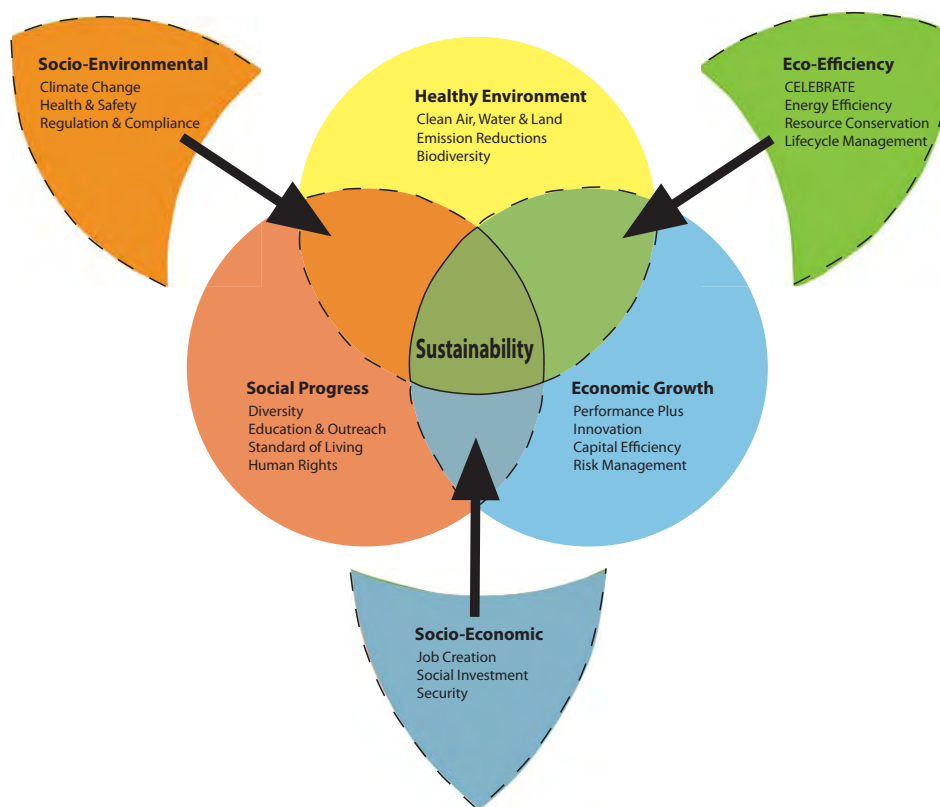 Socio-Environmental
Climate Change
Health & Safety
Regulation & Compliance
Healthy Environment
Clean Air, Water & Land
Emission Reductions
Biodiversity
Eco-Efficiency
CELEBRATE
Energy Efficiency
Resource Conservation
Lifecycle Management
Sustainability
Social Progress
Diversity
Education & Outreach
Standard of Living
Human Rights
Economic Growth
Performance Plus
Innovation
Capital Efficiency
Risk Management
Socio-Economic
Job Creation
Social Investment
Security